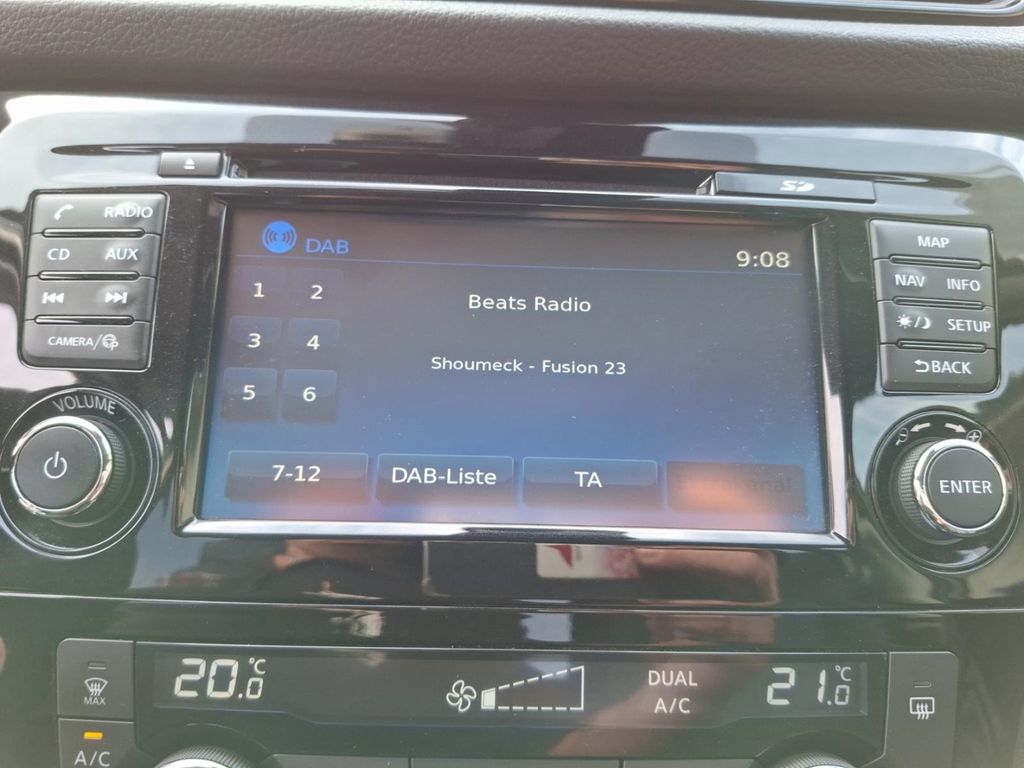 SD
RADIO
CD AUX
CAMERA/
VOLUME
DAB
9:08
1 2
3 4
5 6
Beats Radio
Shoumeck - Fusion 23
7-12 DAB-Liste TA
MAP
NAV INFO
SETUP
BACK
ENTER
MAX
A/C
20.0°C
DUAL
A/C
21.0°C